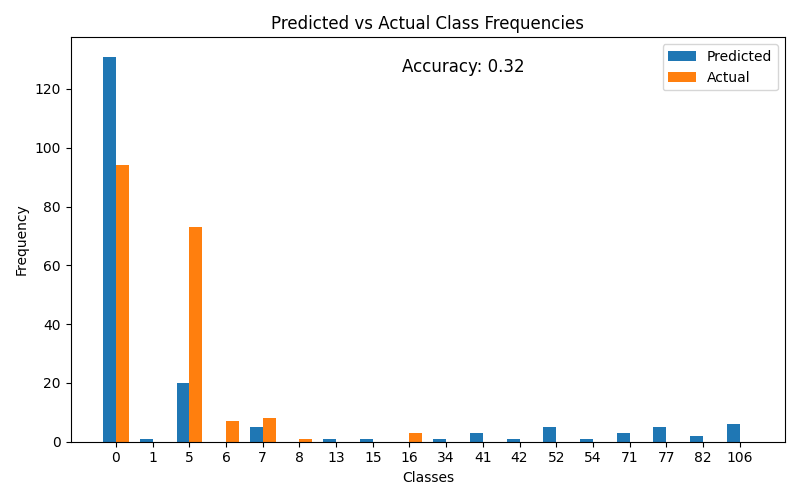 Predicted vs Actual Class Frequencies
Accuracy: 0.32
Predicted
Actual
Frequency
120
100
80
60
40
20
0
0 1 5 6 7 8 13 15 16 34 41 42 52 54 71 77 82 106
Classes